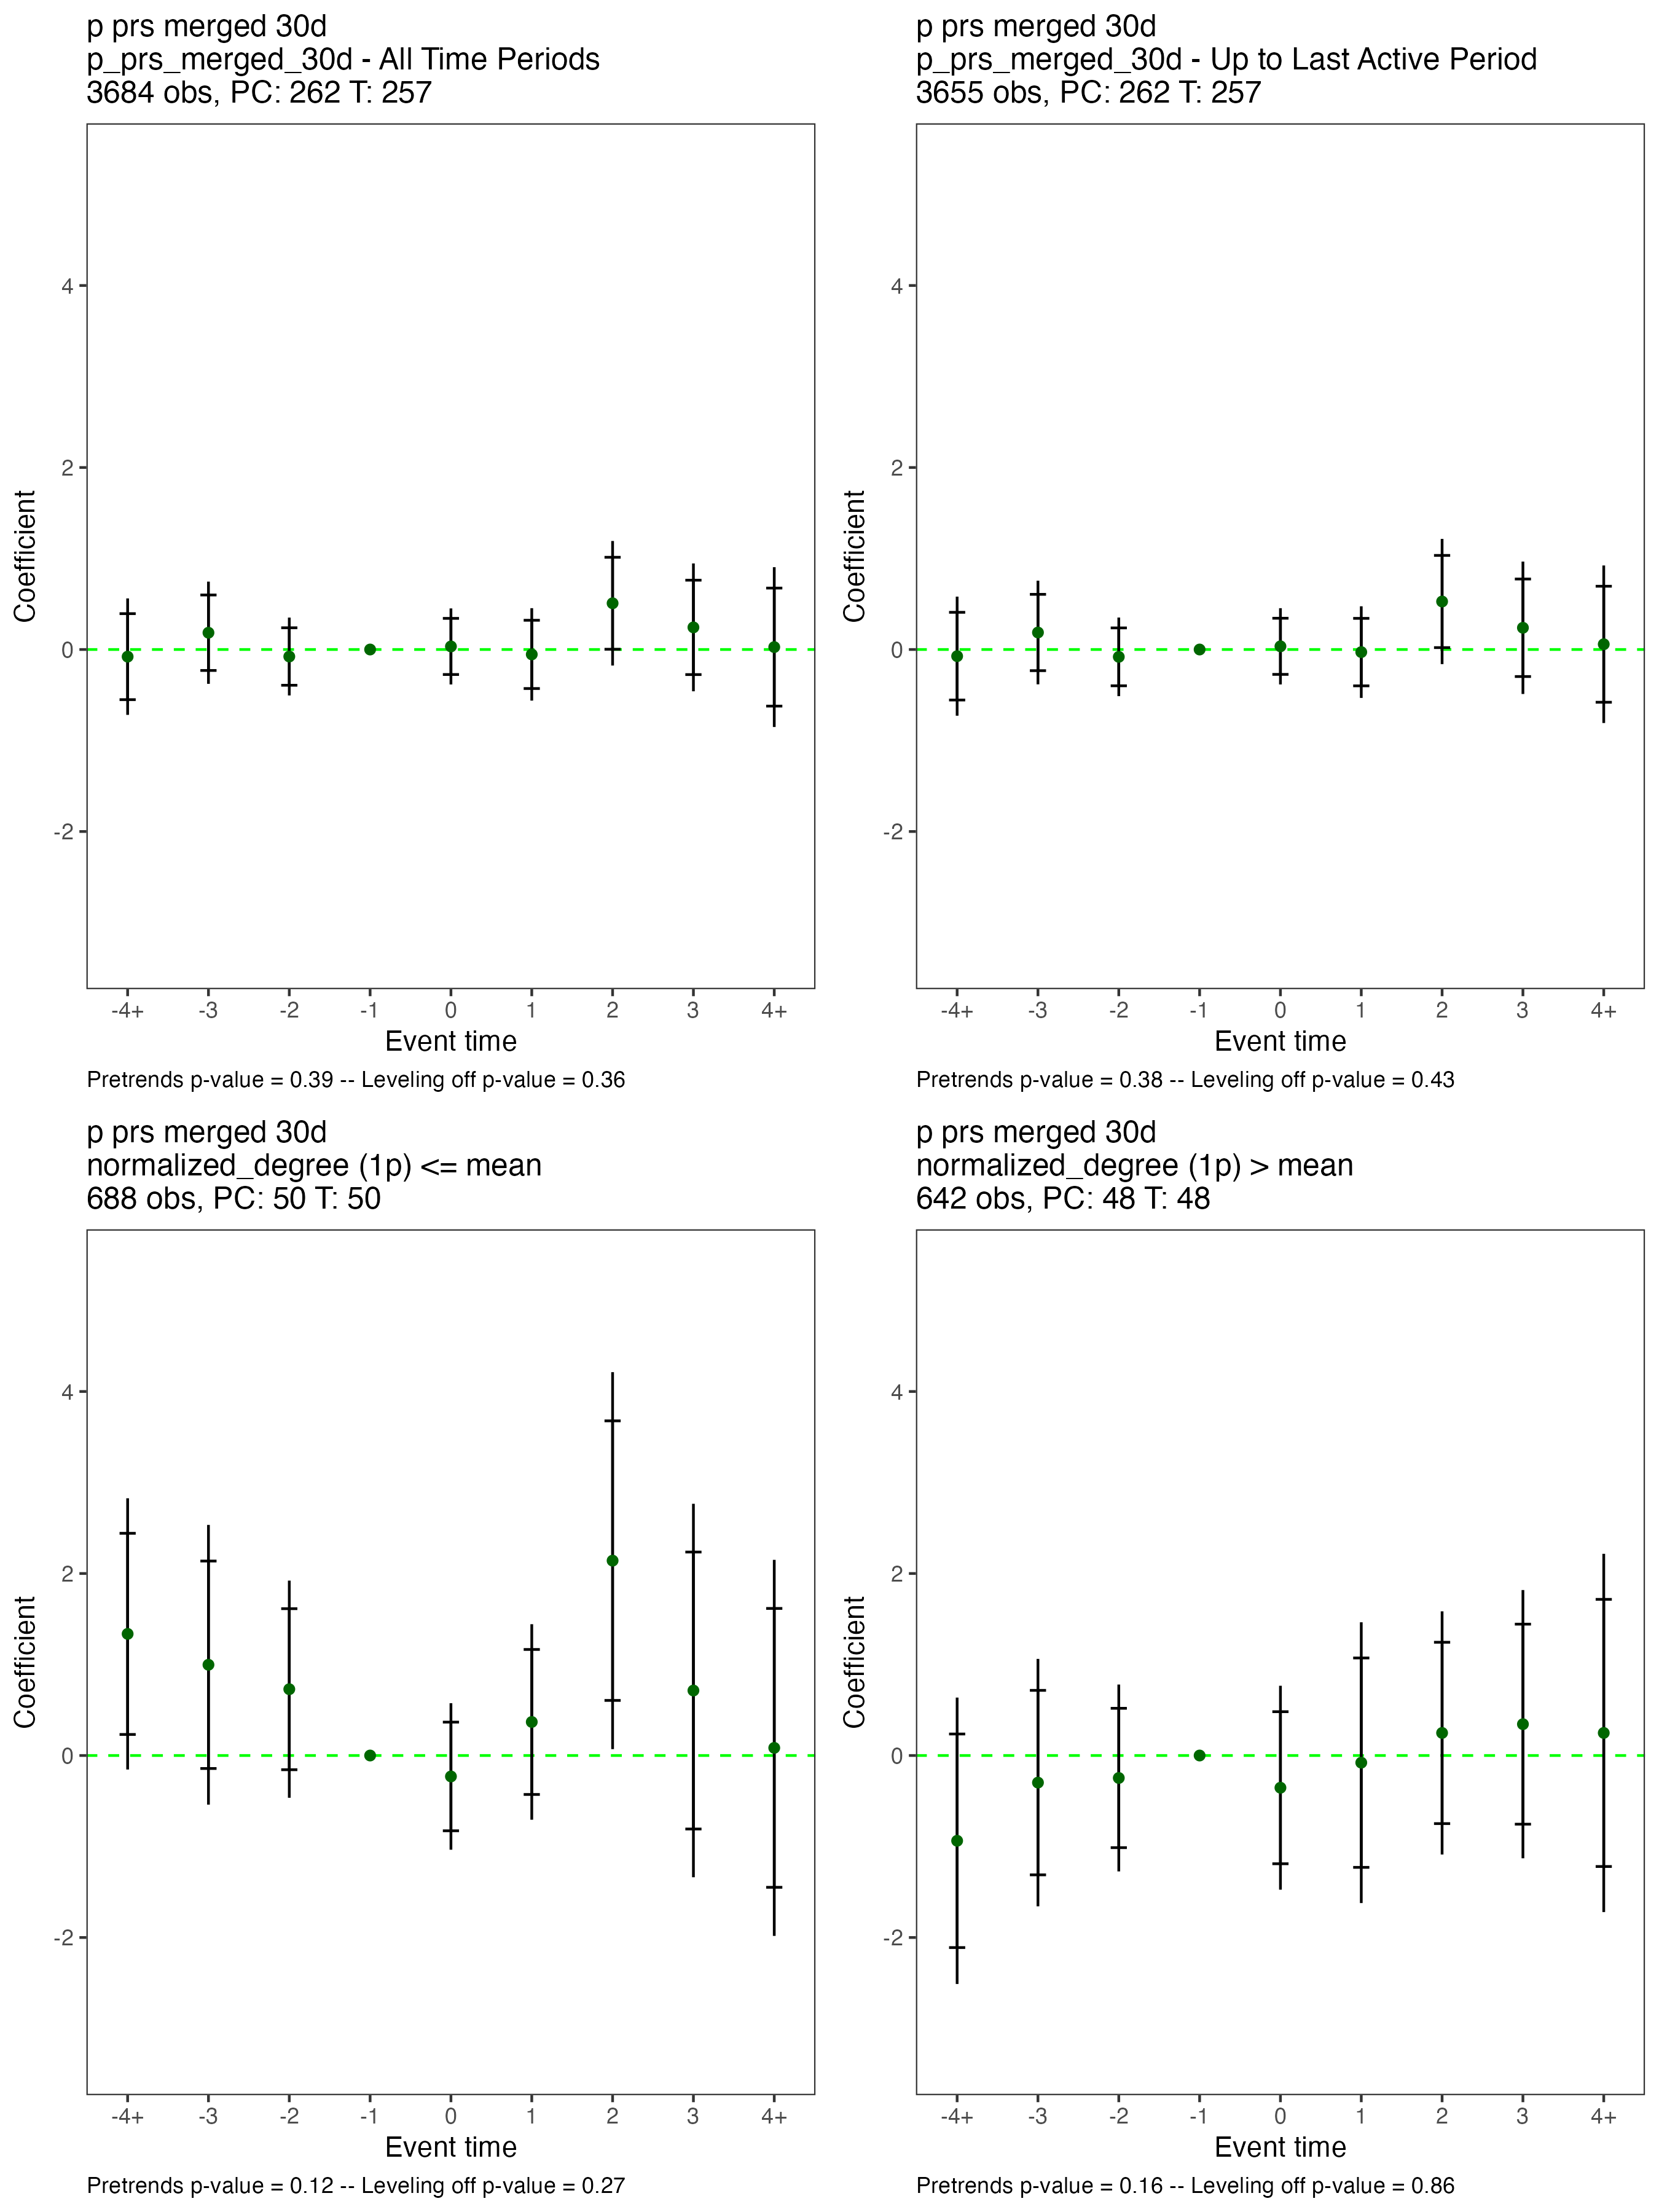 p prs merged 30d
p_prs_merged_30d - All Time Periods
3684 obs, PC: 262 T: 257
Coefficient
4
2
0
-2
-4+ -3 -2 -1 0 1 2 3 4+
Event time
Pretrends p-value = 0.39 -- Leveling off p-value = 0.36
p prs merged 30d
p_prs_merged_30d - Up to Last Active Period
3655 obs, PC: 262 T: 257
Coefficient
4
2
0
-2
-4+ -3 -2 -1 0 1 2 3 4+
Event time
Pretrends p-value = 0.38 -- Leveling off p-value = 0.43
p prs merged 30d
normalized_degree (1p) <= mean
688 obs, PC: 50 T: 50
Coefficient
4
2
0
-2
-4+ -3 -2 -1 0 1 2 3 4+
Event time
Pretrends p-value = 0.12 -- Leveling off p-value = 0.27
p prs merged 30d
normalized_degree (1p) > mean
642 obs, PC: 48 T: 48
Coefficient
4
2
0
-2
-4+ -3 -2 -1 0 1 2 3 4+
Event time
Pretrends p-value = 0.16 -- Leveling off p-value = 0.86